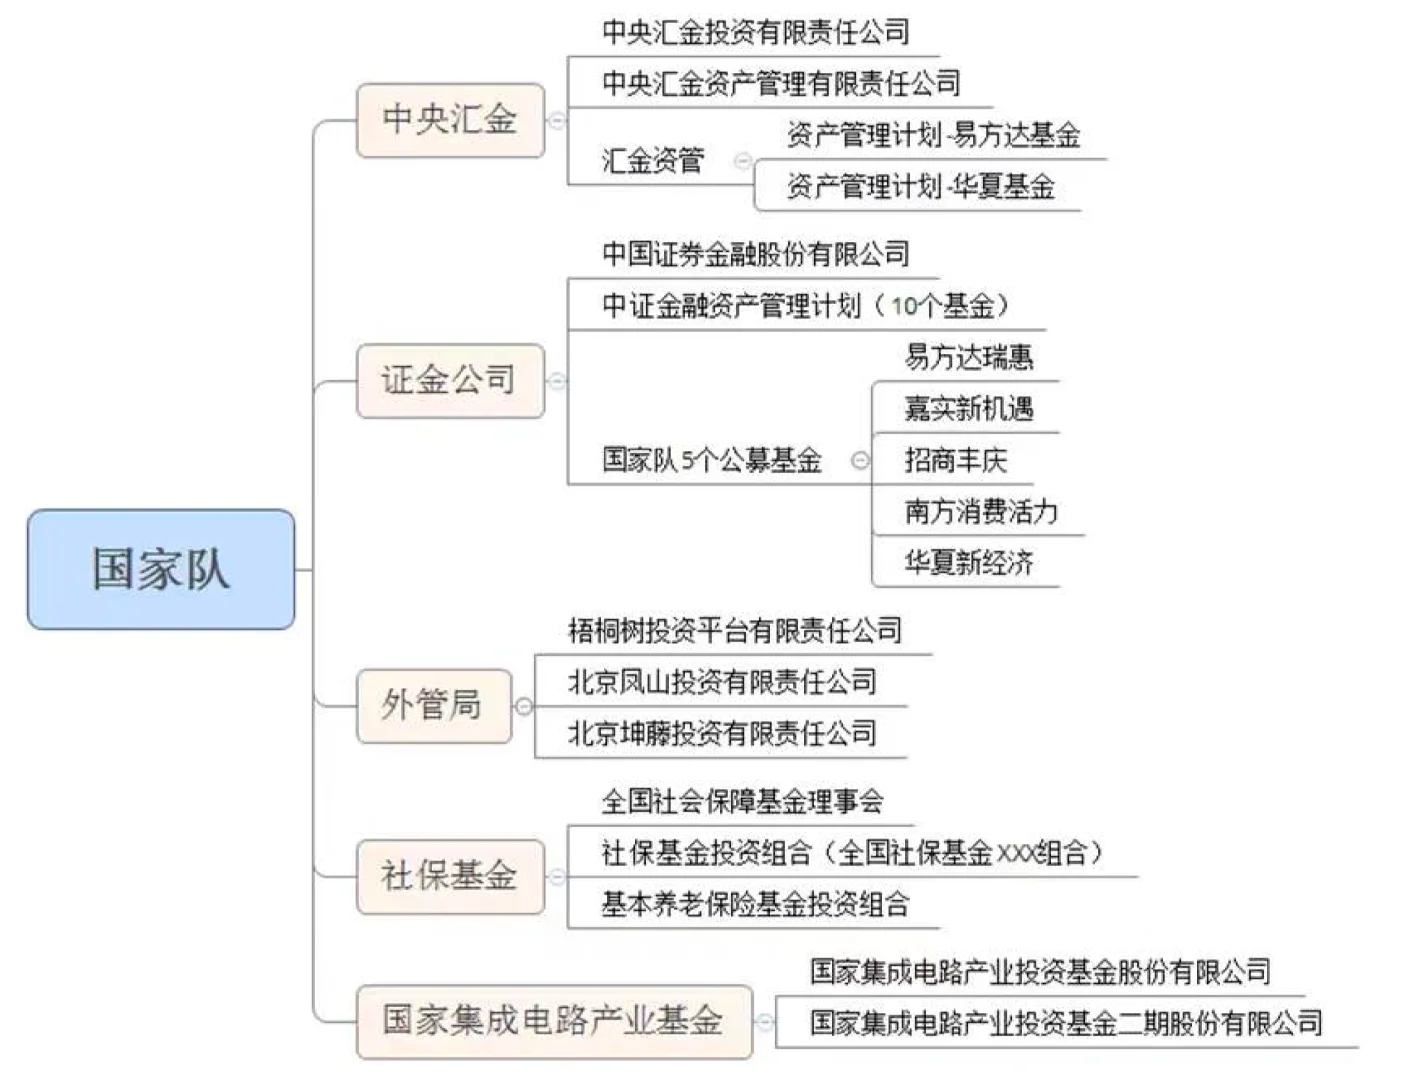 国家队
中央汇金
中央汇金投资有限责任公司
中央汇金资产管理有限责任公司
汇金资管
资产管理计划-易方达基金
资产管理计划-华夏基金
证金公司
中国证券金融股份有限公司
中证金融资产管理计划（10个基金）
国家队5个公募基金
易方达瑞惠
嘉实新机遇
招商丰庆
南方消费活力
华夏新经济
外管局
梧桐树投资平台有限责任公司
北京凤山投资有限责任公司
北京坤藤投资有限责任公司
社保基金
全国社会保障基金理事会
社保基金投资组合（全国社保基金XXX组合）
基本养老保险基金投资组合
国家集成电路产业基金
国家集成电路产业投资基金股份有限公司
国家集成电路产业投资基金二期股份有限公司